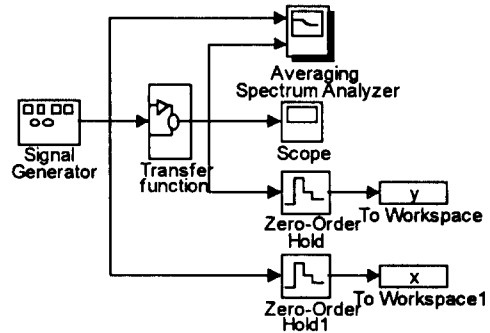 Averaging
Spectrum Analyzer
Signal
Generator
Transfer
function
Scope
y
Zero-Order
Hold
To Workspace
x
Zero-Order
Hold1
To Workspace1